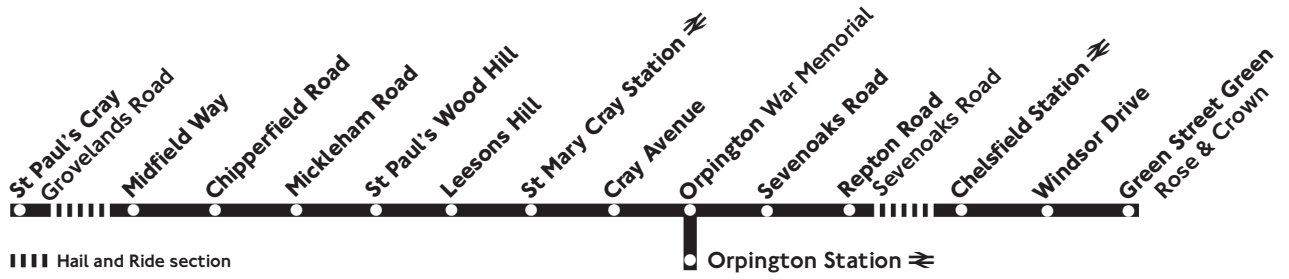 St Paul's Cray
Grovelands Road
Midfield Way
Chipperfield Road
Mickleham Road
St Paul's Wood Hill
Leesons Hill
St Mary Cray Station
Cray Avenue
Orpington War Memorial
Sevenoaks Road
Repton Road
Sevenoaks Road
Chelsfield Station
Windsor Drive
Green Street Green
Rose & Crown
Hail and Ride section
Orpington Station